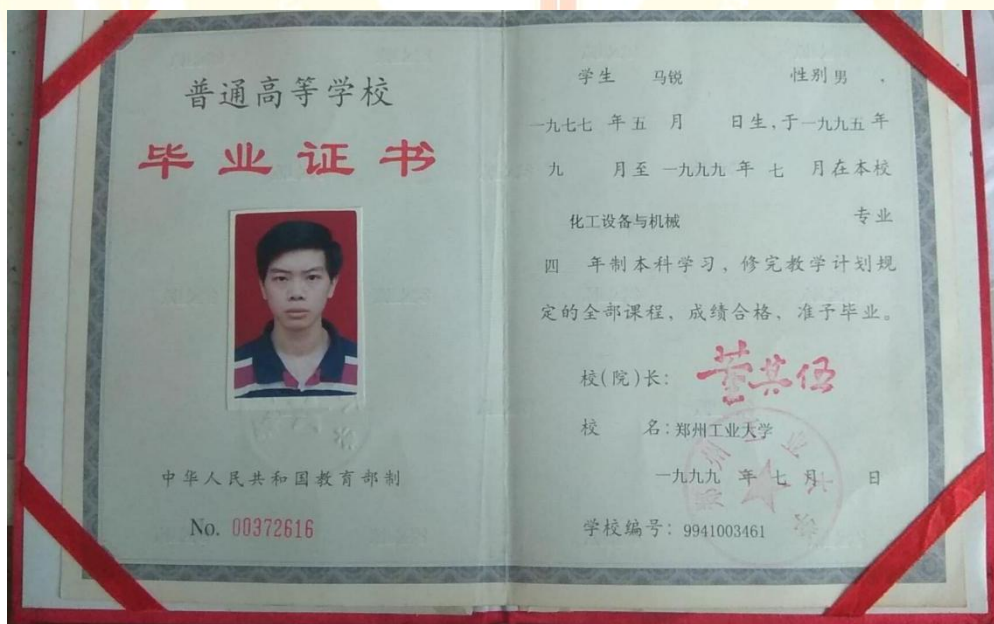 普通高等学校
毕业证书
中华人民共和国教育部制
No. 00372616
学生 马锐 性别 男 ,
一九七七 年 五 月 日生,于 一九九五 年
九 月至 一九九九 年 七 月在本校
化工设备与机械 专业
四 年制本科学习,修完教学计划规
定的全部课程,成绩合格、准予毕业。
校(院)长: 董其伍
校 名: 郑州工业大学
一九九九 年 七 月 日
学校编号: 9941003461